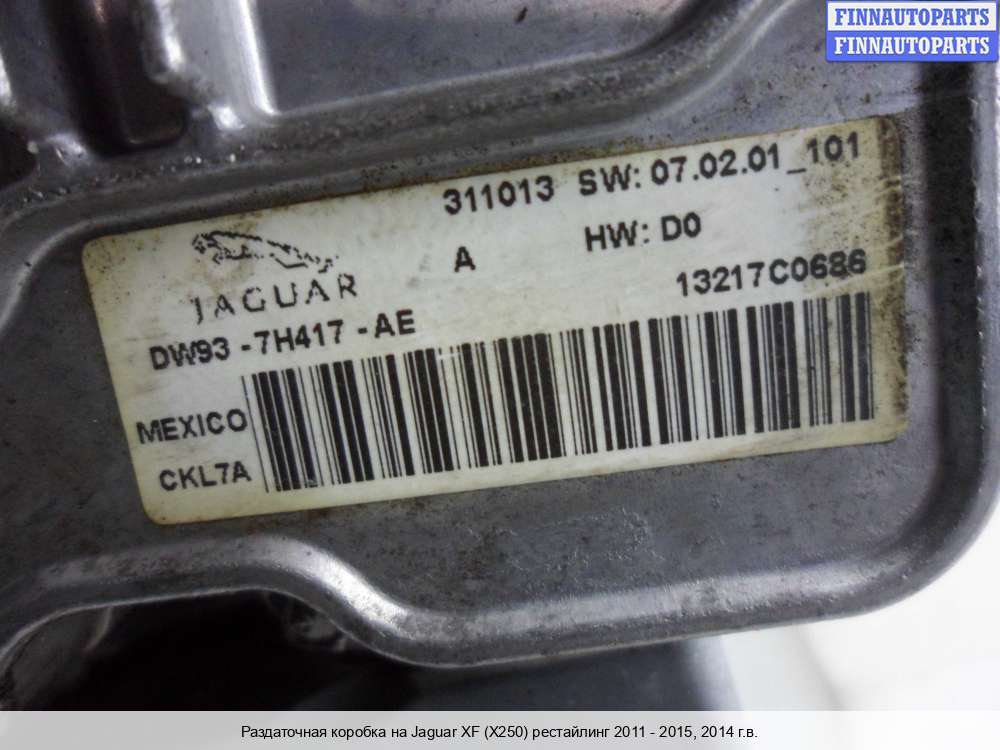 FINNAUTOPARTS
FINNAUTOPARTS
311013 SW: 07.02.01_101
A HW: D0
JAGUAR
13217C0686
DW93-7H417-AE
MEXICO
CKL7A
Раздаточная коробка на Jaguar XF (X250) рестайлинг 2011 - 2015, 2014 г.в.